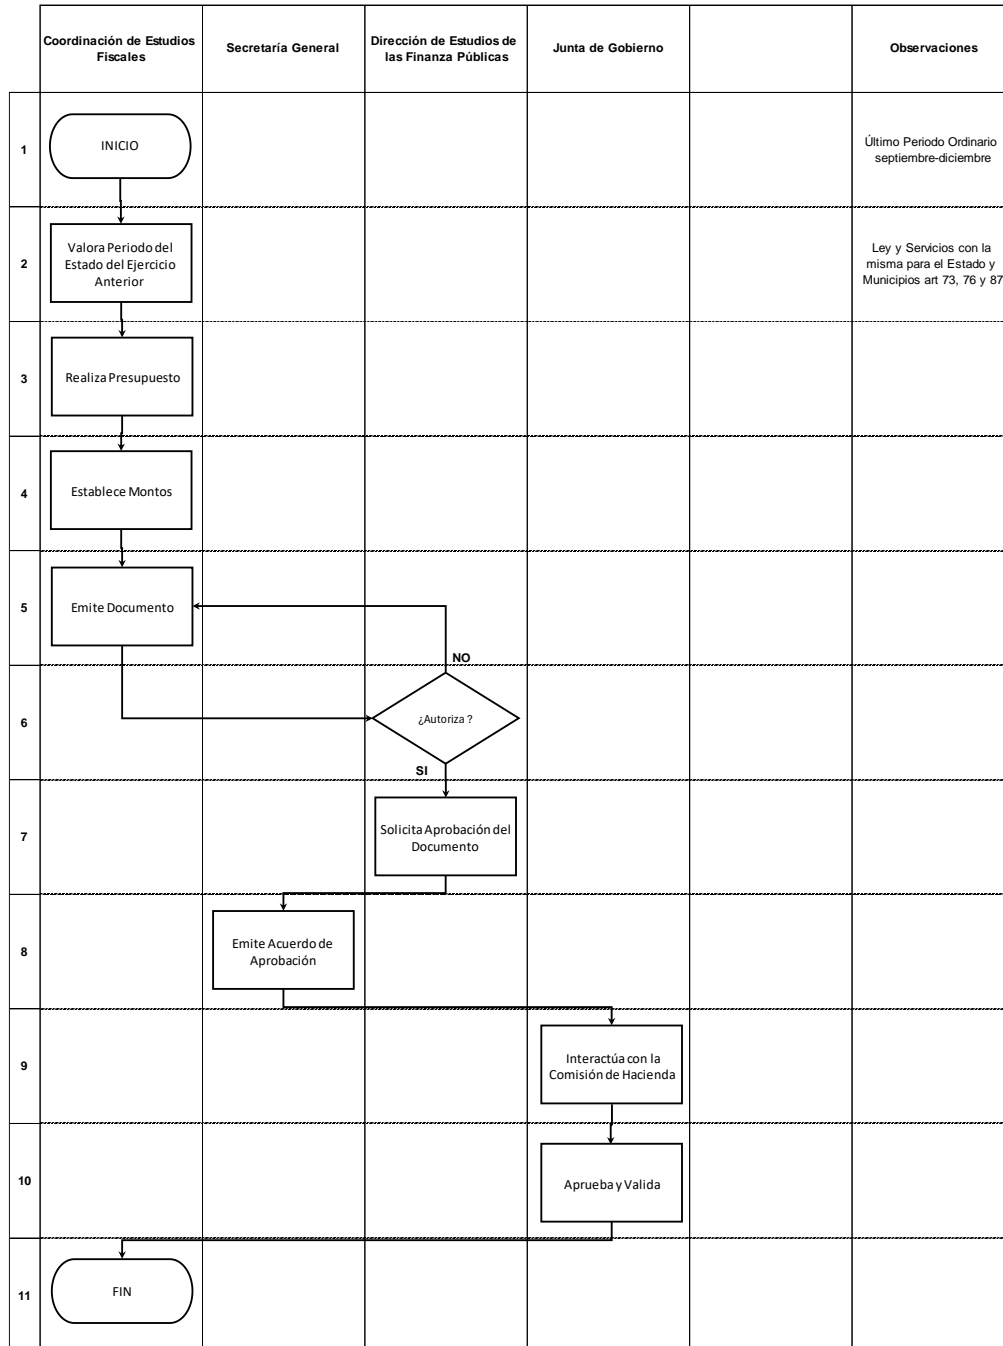 Coordinación de Estudios
Fiscales
Secretaría General
Dirección de Estudios de
las Finanza Públicas
Junta de Gobierno
Observaciones
1
INICIO
Último Periodo Ordinario
septiembre-diciembre
2
Valora Periodo del
Estado del Ejercicio
Anterior
Ley y Servicios con la
misma para el Estado y
Municipios art 73, 76 y 87
3
Realiza Presupuesto
4
Establece Montos
5
Emite Documento
NO
6
¿Autoriza ?
SI
7
Solicita Aprobación del
Documento
8
Emite Acuerdo de
Aprobación
9
Interactúa con la
Comisión de Hacienda
10
Aprueba y Valida
11
FIN